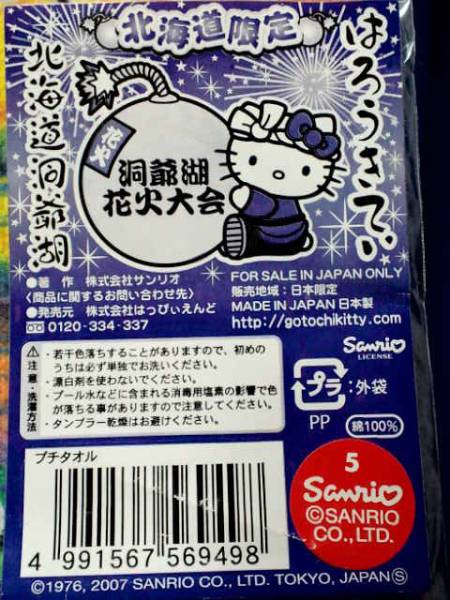 北海道限定
はろうきてぃ
北海道洞爺湖
花火
洞爺湖
花火大会
●著 作 株式会社サンリオ
〈商品に関するお問い合わせ先〉
●発売元 株式会社はっぴぃえんど
0120-334-337
FOR SALE IN JAPAN ONLY
販売地域:日本限定
MADE IN JAPAN 日本製
http://gotochikitty.com/
Sanrio
LICENSE
注意・洗濯方法
・若干色落ちすることがありますので、初めの
うちは必ず単独でお洗いください。
・漂白剤を使わないでください。
・プール水などに含まれる消毒用塩素の影響で色
が落ちる事がありますので注意してください。
・タンブラー乾燥はお避けください。
プラ:外袋
PP
綿100%
プチタオル
4 991567 569498
5
Sanrio
©SANRIO
CO., LTD.
©1976, 2007 SANRIO CO., LTD. TOKYO, JAPAN Ⓢ